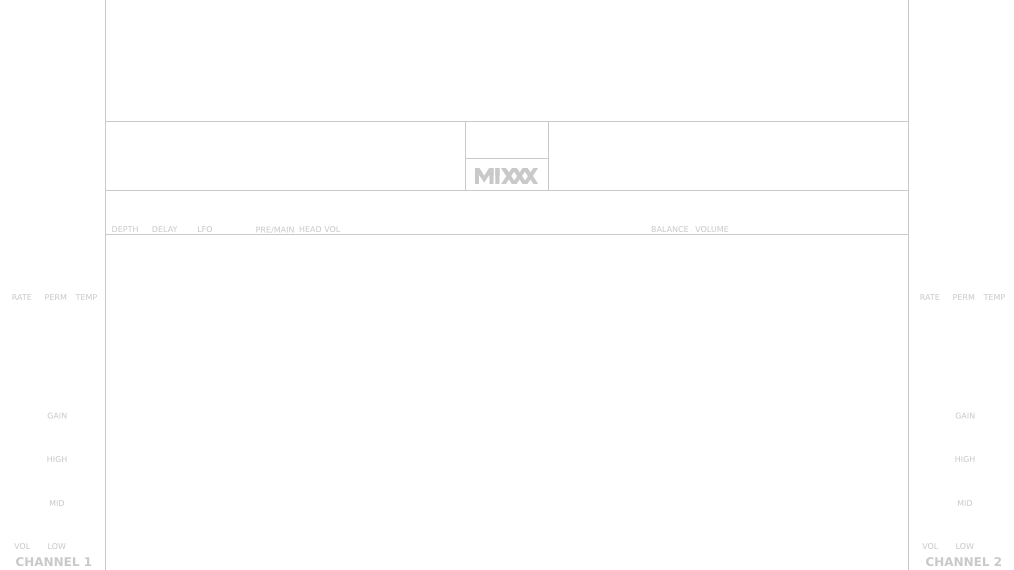 MIXXX
DEPTH DELAY LFO PRE/MAIN HEAD VOL BALANCE VOLUME
RATE PERM TEMP
GAIN
HIGH
MID
VOL LOW
CHANNEL 1
RATE PERM TEMP
GAIN
HIGH
MID
VOL LOW
CHANNEL 2